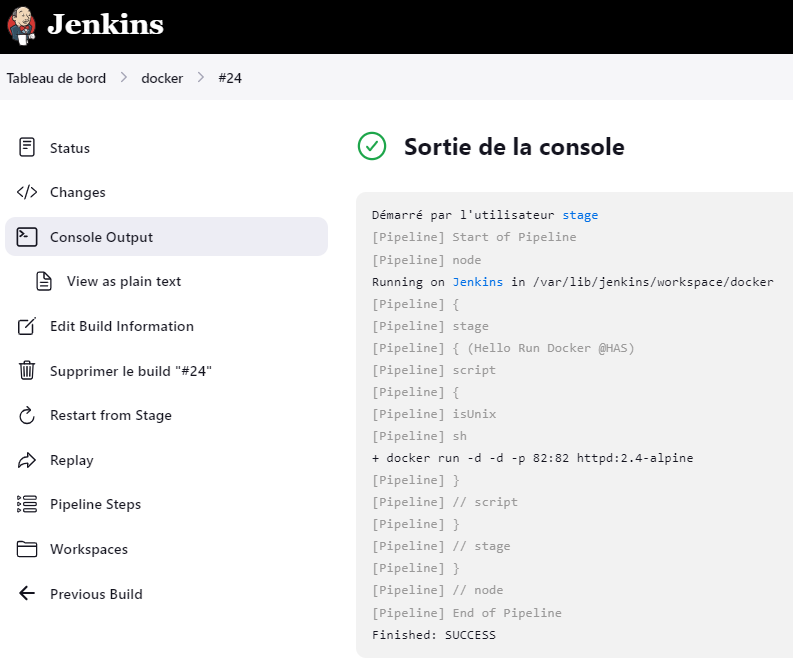 Jenkins
Tableau de bord > docker > #24
Status
Changes
Console Output
View as plain text
Edit Build Information
Supprimer le build "#24"
Restart from Stage
Replay
Pipeline Steps
Workspaces
Previous Build
Sortie de la console
Démarré par l'utilisateur stage
[Pipeline] Start of Pipeline
[Pipeline] node
Running on Jenkins in /var/lib/jenkins/workspace/docker
[Pipeline] {
[Pipeline] stage
[Pipeline] { (Hello Run Docker @HAS)
[Pipeline] script
[Pipeline] {
[Pipeline] isUnix
[Pipeline] sh
+ docker run -d -d -p 82:82 httpd:2.4-alpine
[Pipeline] }
[Pipeline] // script
[Pipeline] }
[Pipeline] // stage
[Pipeline] }
[Pipeline] // node
[Pipeline] End of Pipeline
Finished: SUCCESS